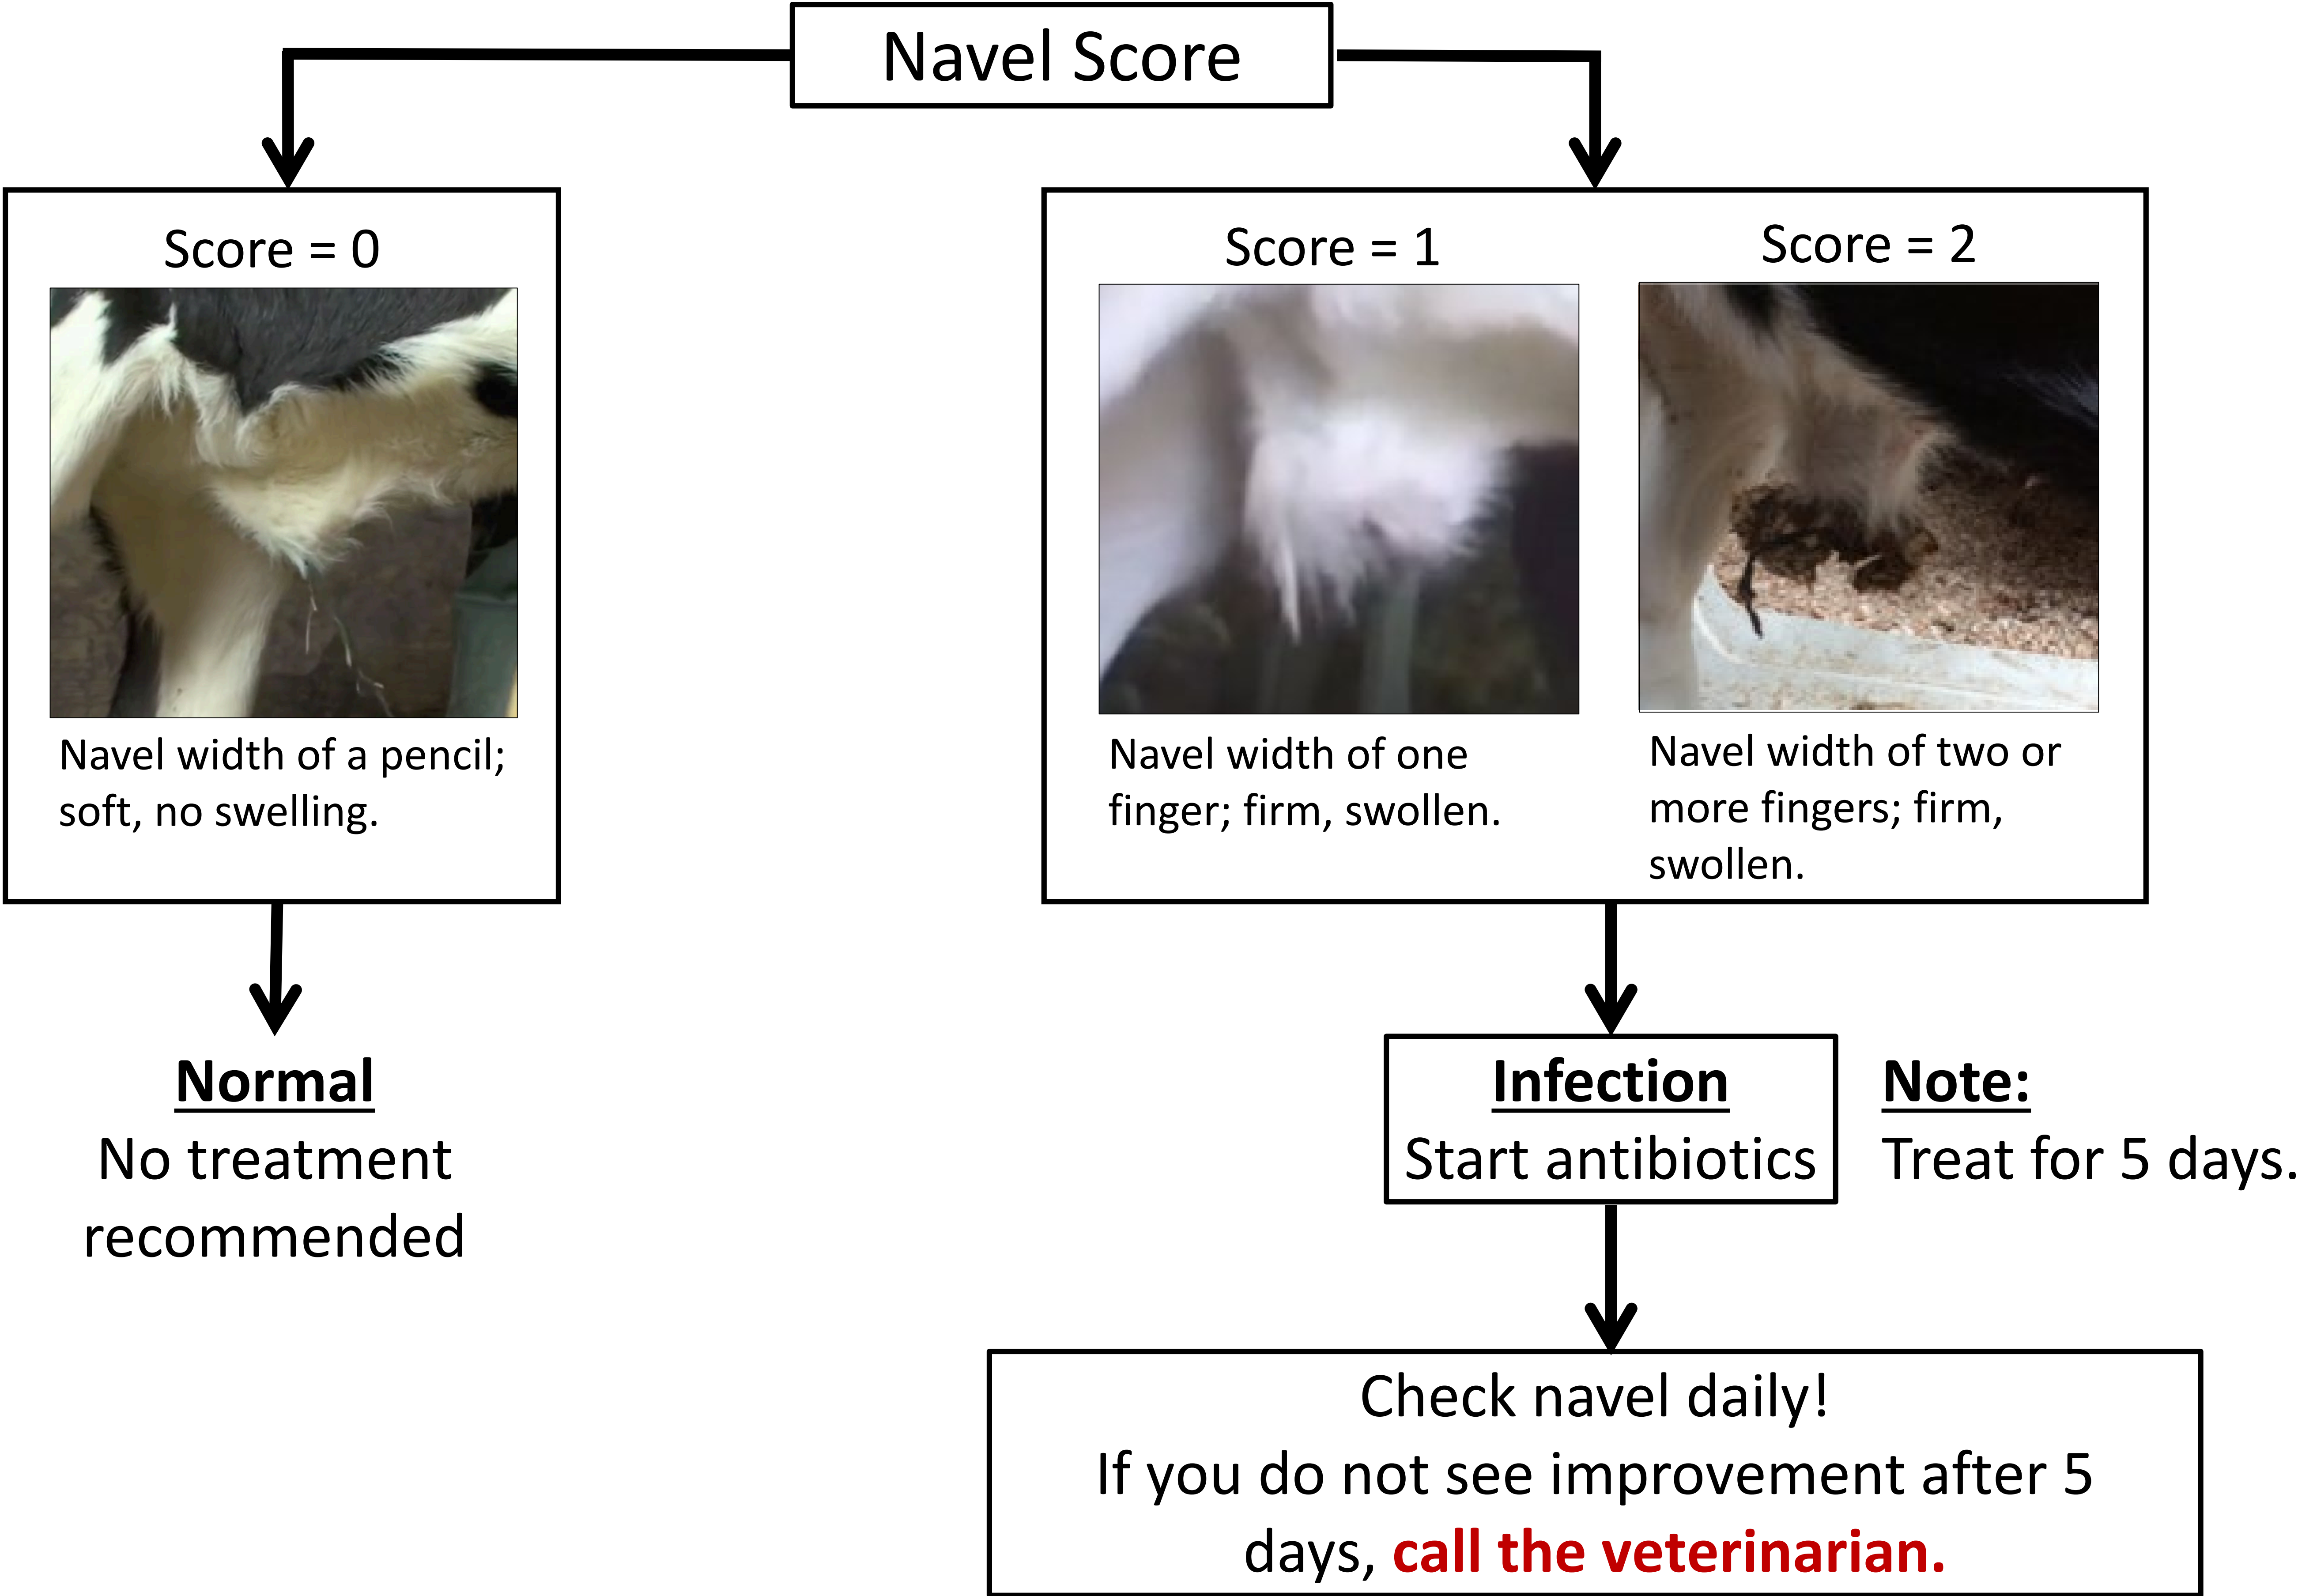 Navel Score
Score = 0
Navel width of a pencil;
soft, no swelling.
Score = 1
Navel width of one
finger; firm, swollen.
Score = 2
Navel width of two or
more fingers; firm,
swollen.
Normal
No treatment
recommended
Infection
Start antibiotics
Note:
Treat for 5 days.
Check navel daily!
If you do not see improvement after 5
days, call the veterinarian.